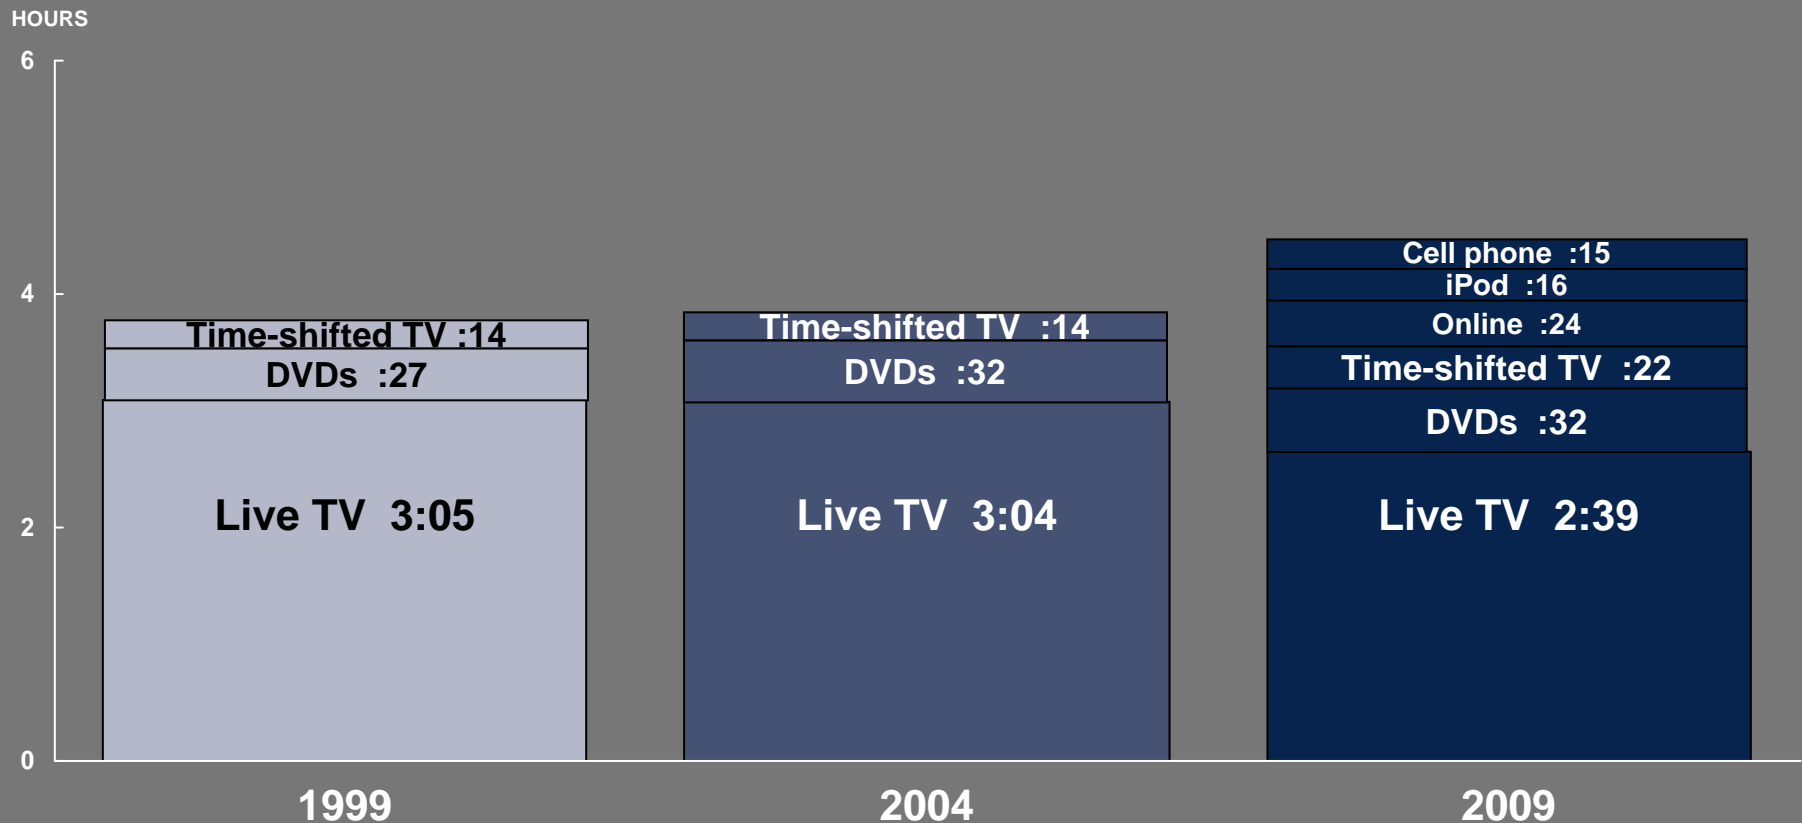 HOURS
6
4
2
0
Time-shifted TV :14
DVDs :27
Live TV 3:05
1999
Time-shifted TV :14
DVDs :32
Live TV 3:04
2004
Cell phone :15
iPod :16
Online :24
Time-shifted TV :22
DVDs :32
Live TV 2:39
2009